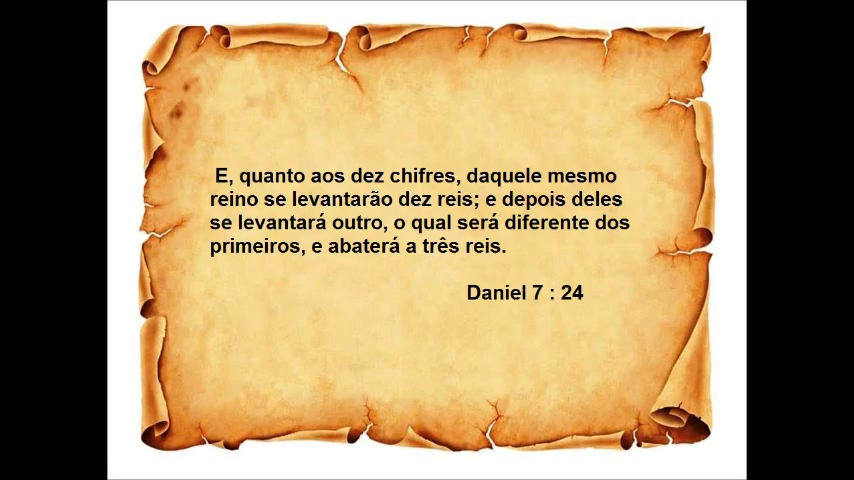 E, quanto aos dez chifres, daquele mesmo
reino se levantarão dez reis; e depois deles
se levantará outro, o qual será diferente dos
primeiros, e abaterá a três reis.
Daniel 7 : 24